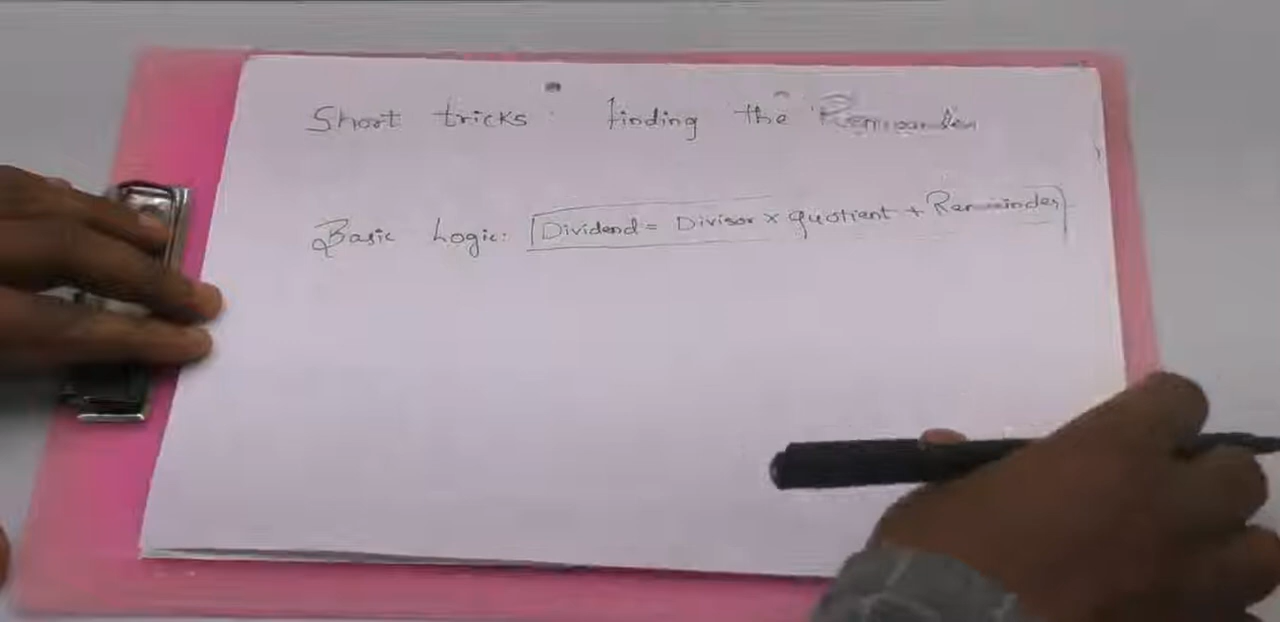 Short tricks : finding the Remainder
Basic Logic: Dividend = Divisor x quotient + Remainder